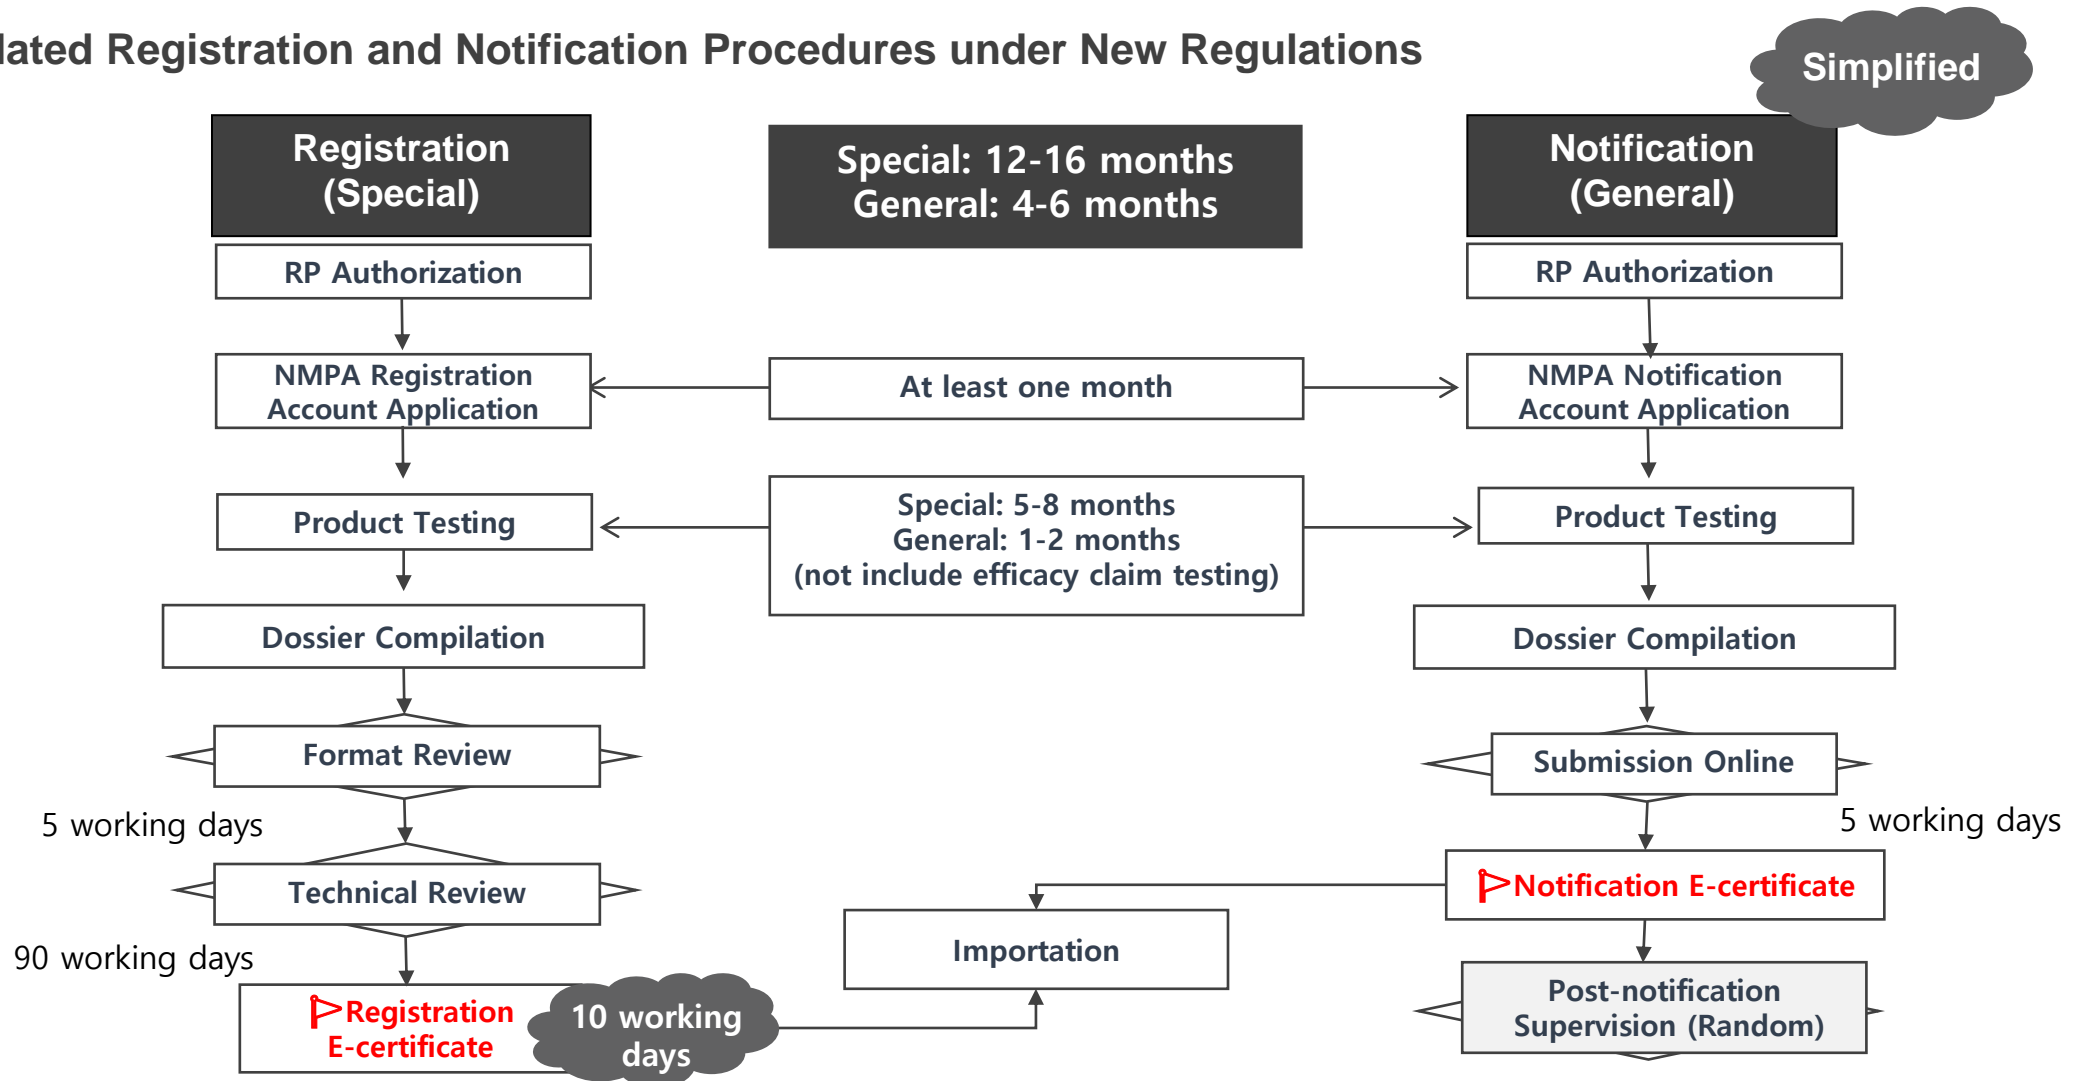 lated Registration and Notification Procedures under New Regulations
Simplified
Registration
(Special)
Special: 12-16 months
General: 4-6 months
Notification
(General)
RP Authorization
RP Authorization
NMPA Registration
Account Application
At least one month
NMPA Notification
Account Application
Product Testing
Special: 5-8 months
General: 1-2 months
(not include efficacy claim testing)
Product Testing
Dossier Compilation
Dossier Compilation
Format Review
Submission Online
5 working days
5 working days
Technical Review
Notification E-certificate
90 working days
Importation
Registration
E-certificate
10 working
days
Post-notification
Supervision (Random)